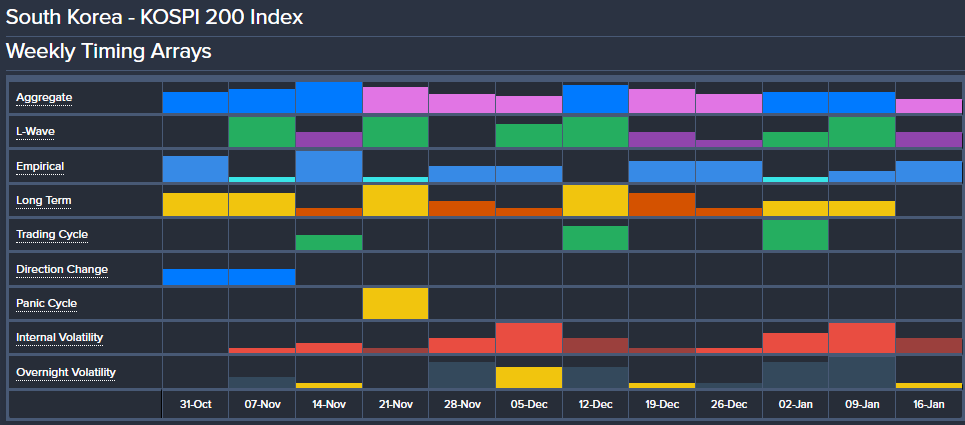 South Korea - KOSPI 200 Index
Weekly Timing Arrays
Aggregate
L-Wave
Empirical
Long Term
Trading Cycle
Direction Change
Panic Cycle
Internal Volatility
Overnight Volatility
31-Oct 07-Nov 14-Nov 21-Nov 28-Nov 05-Dec 12-Dec 19-Dec 26-Dec 02-Jan 09-Jan 16-Jan